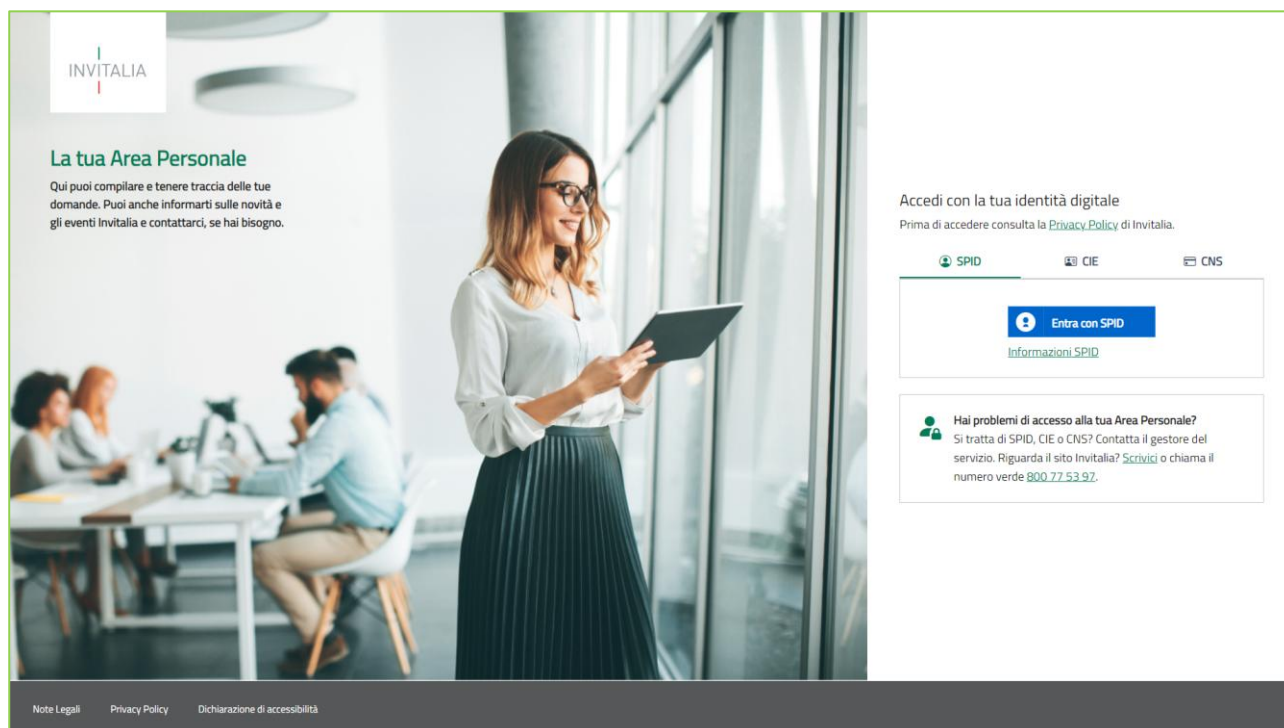 INVITALIA
La tua Area Personale
Qui puoi compilare e tenere traccia delle tue
domande. Puoi anche informarti sulle novità e
gli eventi Invitalia e contattarci, se hai bisogno.
Accedi con la tua identità digitale
Prima di accedere consulta la Privacy Policy di Invitalia.
SPID CIE CNS
Entra con SPID
Informazioni SPID
Hai problemi di accesso alla tua Area Personale?
Si tratta di SPID, CIE o CNS? Contatta il gestore del
servizio. Riguarda il sito Invitalia? Scrivici o chiama il
numero verde 800 77 53 97.
Note Legali Privacy Policy Dichiarazione di accessibilità